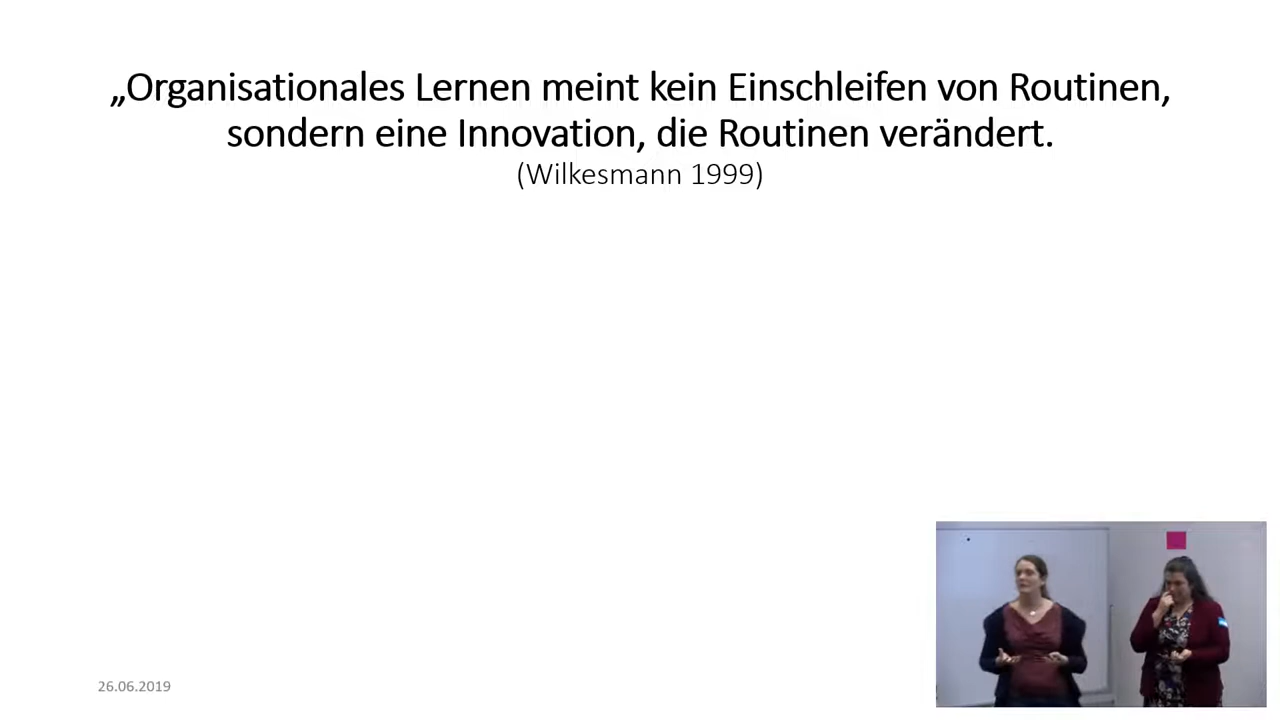 „Organisationales Lernen meint kein Einschleifen von Routinen,
sondern eine Innovation, die Routinen verändert.
(Wilkesmann 1999)
26.06.2019